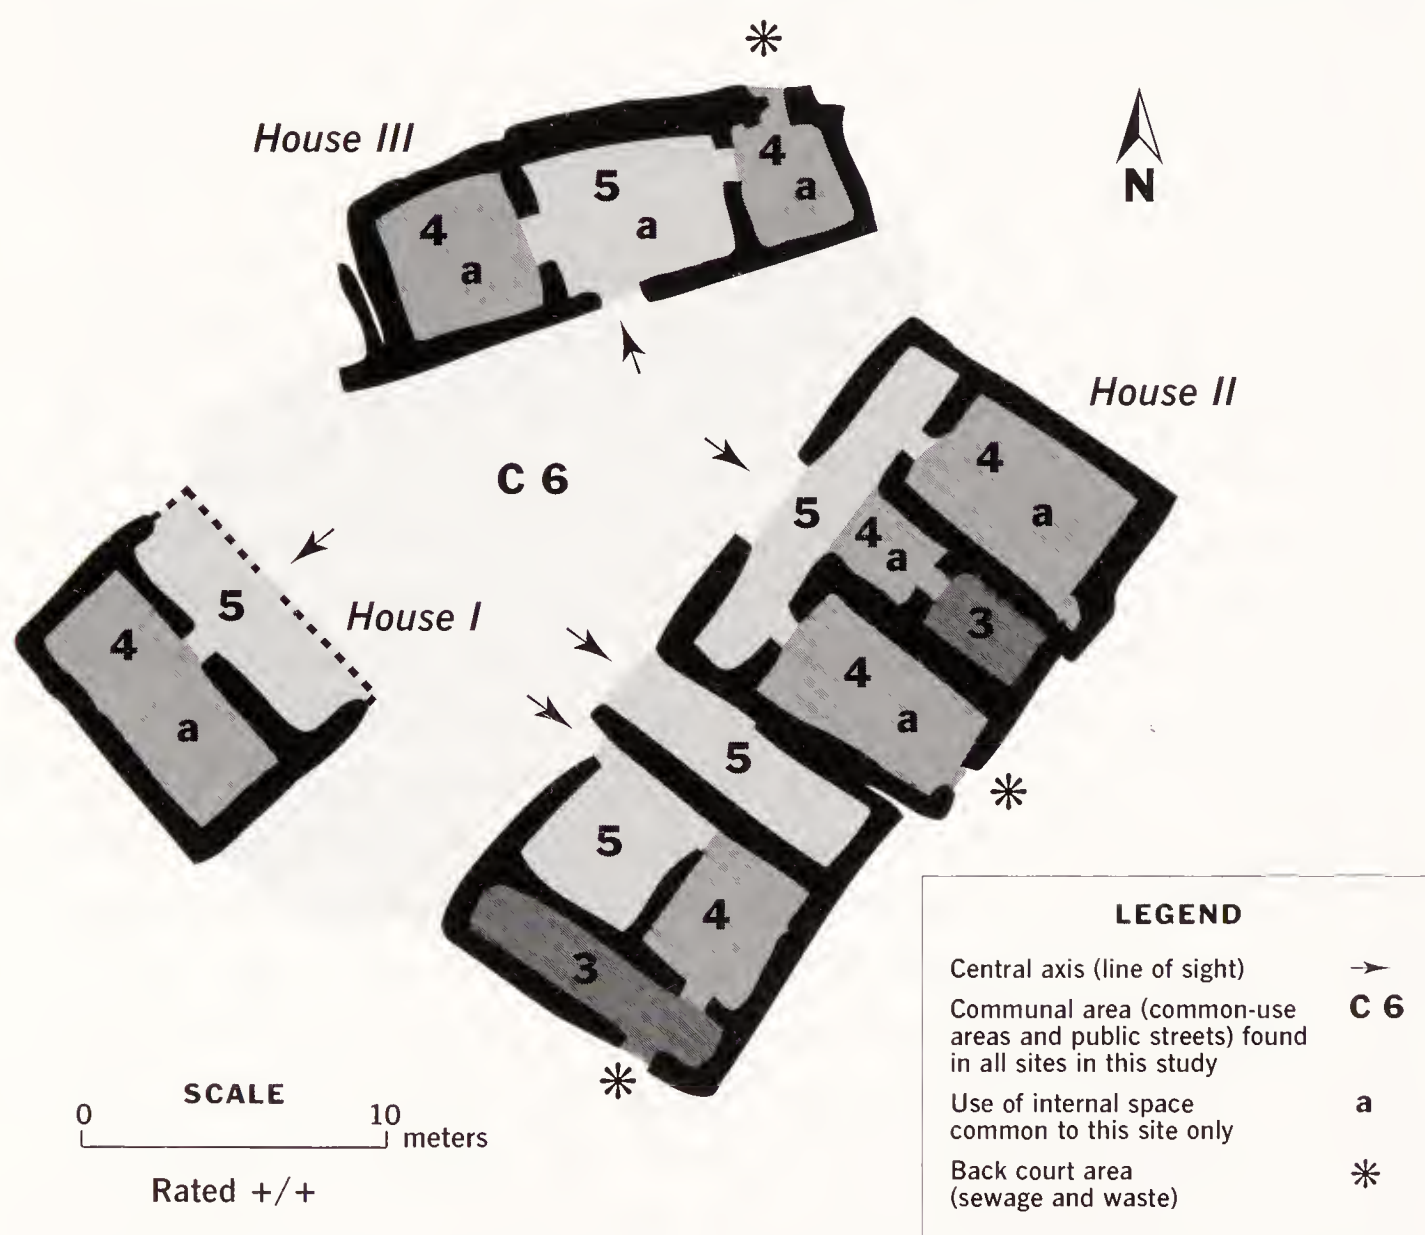 House III
4
a
5
a
4
a
N
House II
C 6
5
4
a
4
a
3
4
a
House I
5
4
a
5
5
4
3
SCALE
0 10
meters
Rated +/+
LEGEND
Central axis (line of sight)
Communal area (common-use C 6
areas and public streets) found
in all sites in this study
Use of internal space a
common to this site only
Back court area
(sewage and waste)